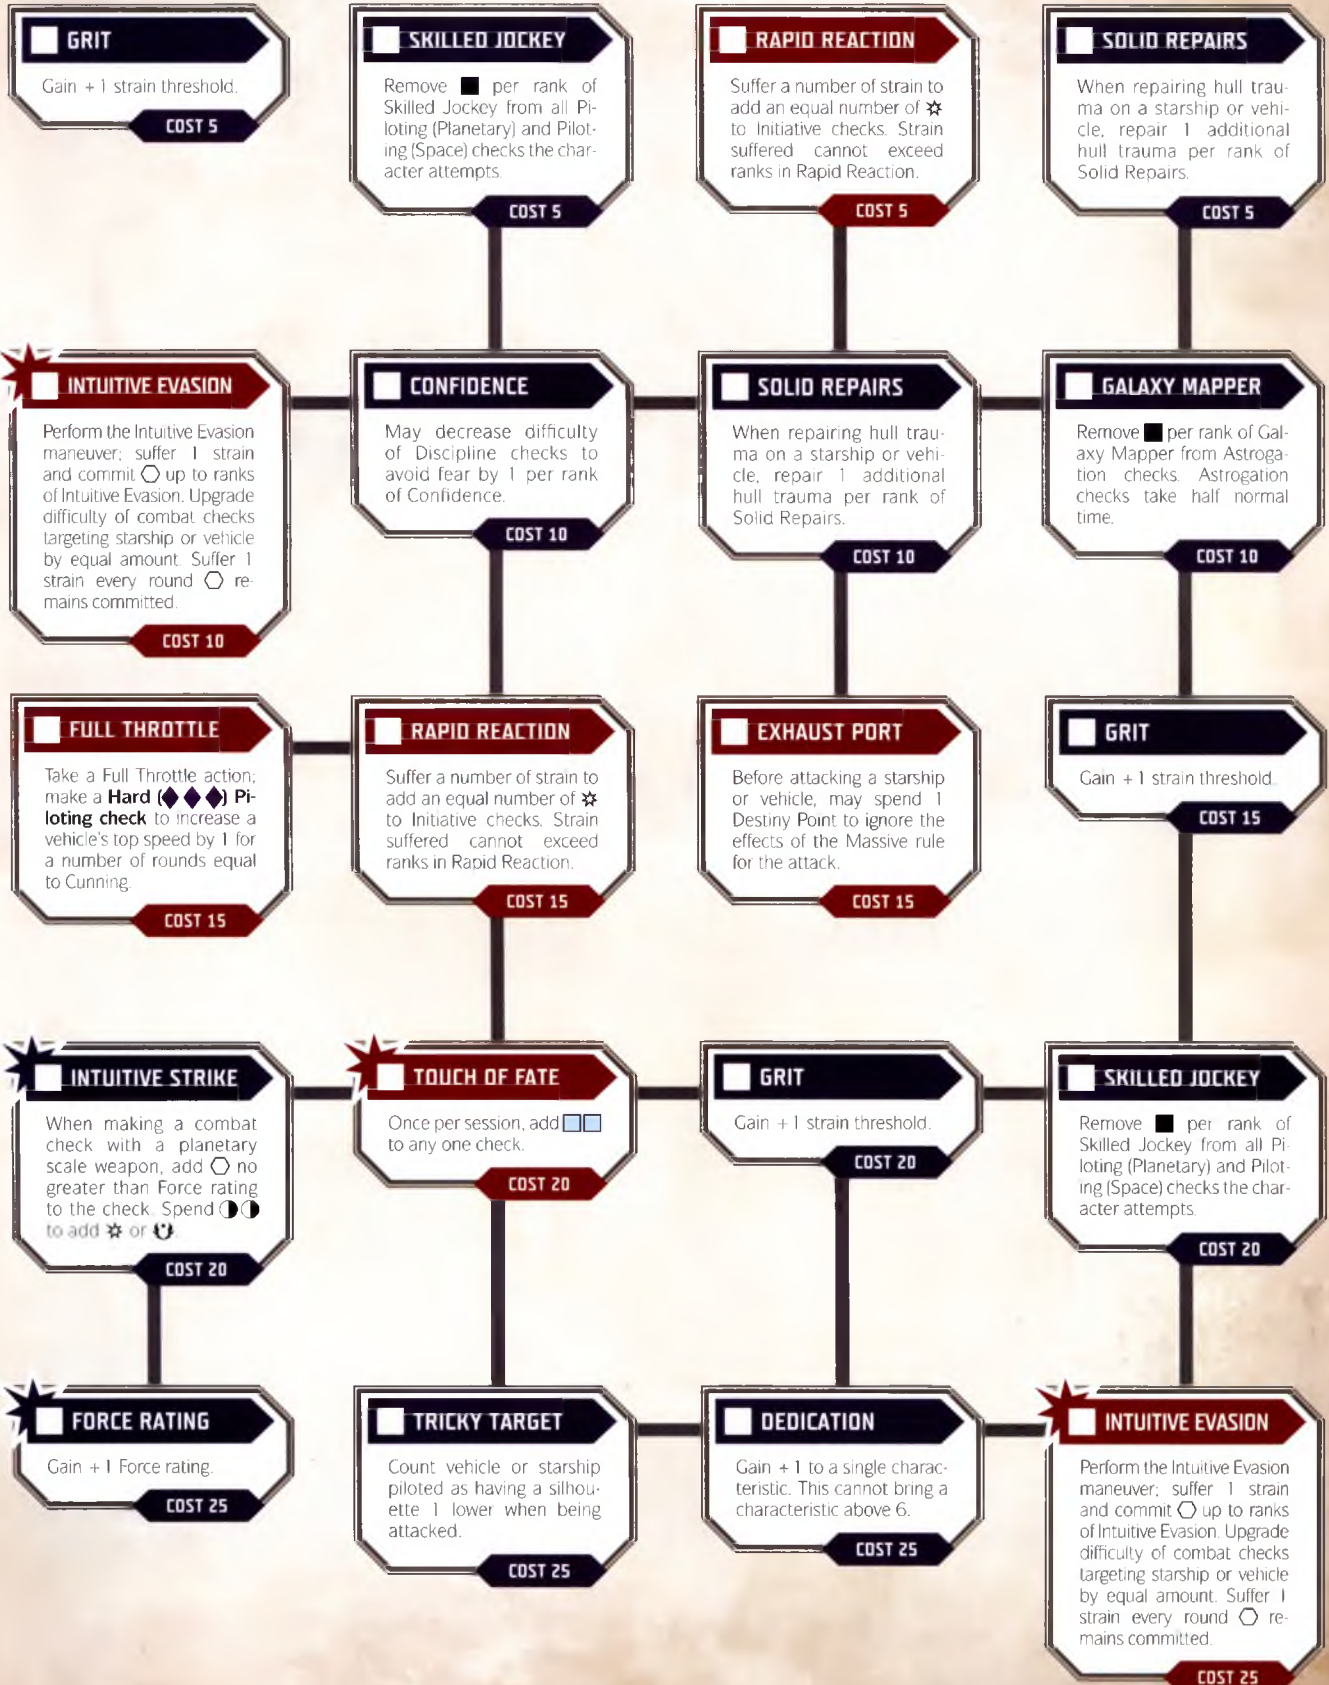 GRIT
Gain + 1 strain threshold.
COST 5
SKILLED JOCKEY
Remove ■ per rank of
Skilled Jockey from all Pi-
loting (Planetary) and Pilot-
ing (Space) checks the char-
acter attempts.
COST 5
RAPID REACTION
Suffer a number of strain to
add an equal number of
to Initiative checks. Strain
suffered cannot exceed
ranks in Rapid Reaction.
COST 5
SOLID REPAIRS
When repairing hull trau-
ma on a starship or vehi-
cle, repair 1 additional
hull trauma per rank of
Solid Repairs.
COST 5
INTUITIVE EVASION
Perform the Intuitive Evasion
maneuver; suffer 1 strain
and commit ⬡ up to ranks
of Intuitive Evasion. Upgrade
difficulty of combat checks
targeting starship or vehicle
by equal amount. Suffer 1
strain every round ⬡ re-
mains committed.
COST 10
CONFIDENCE
May decrease difficulty
of Discipline checks to
avoid fear by 1 per rank
of Confidence.
COST 10
SOLID REPAIRS
When repairing hull trau-
ma on a starship or vehi-
cle, repair 1 additional
hull trauma per rank of
Solid Repairs.
COST 10
GALAXY MAPPER
Remove ■ per rank of Gal-
axy Mapper from Astroga-
tion checks. Astrogation
checks take half normal
time.
COST 10
FULL THROTTLE
Take a Full Throttle action;
make a Hard (◆◆◆) Pi-
loting check to increase a
vehicle's top speed by 1 for
a number of rounds equal
to Cunning.
COST 15
RAPID REACTION
Suffer a number of strain to
add an equal number of
to Initiative checks. Strain
suffered cannot exceed
ranks in Rapid Reaction.
COST 15
EXHAUST PORT
Before attacking a starship
or vehicle, may spend 1
Destiny Point to ignore the
effects of the Massive rule
for the attack.
COST 15
GRIT
Gain + 1 strain threshold.
COST 15
INTUITIVE STRIKE
When making a combat
check with a planetary
scale weapon, add ⬡ no
greater than Force rating
to the check. Spend ◑◑
to add or
COST 20
TOUCH OF FATE
Once per session, add □□
to any one check.
COST 20
GRIT
Gain + 1 strain threshold.
COST 20
SKILLED JOCKEY
Remove ■ per rank of
Skilled Jockey from all Pi-
loting (Planetary) and Pilot-
ing (Space) checks the char-
acter attempts.
COST 20
FORCE RATING
Gain + 1 Force rating.
COST 25
TRICKY TARGET
Count vehicle or starship
piloted as having a silhou-
ette 1 lower when being
attacked.
COST 25
DEDICATION
Gain + 1 to a single charac-
teristic. This cannot bring a
characteristic above 6.
COST 25
INTUITIVE EVASION
Perform the Intuitive Evasion
maneuver; suffer 1 strain
and commit ⬡ up to ranks
of Intuitive Evasion. Upgrade
difficulty of combat checks
targeting starship or vehicle
by equal amount. Suffer 1
strain every round ⬡ re-
mains committed.
COST 25